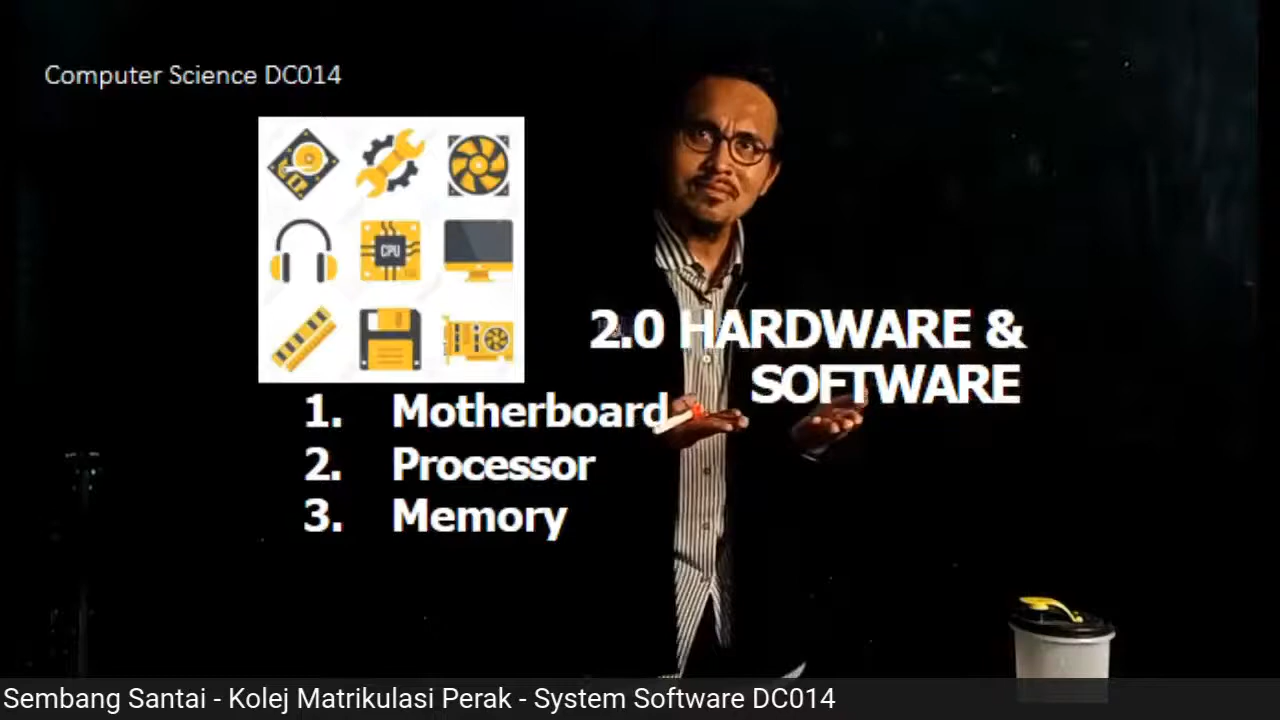 Computer Science DC014
CPU
2.0 HARDWARE &
SOFTWARE
1. Motherboard
2. Processor
3. Memory
Sembang Santai - Kolej Matrikulasi Perak - System Software DC014